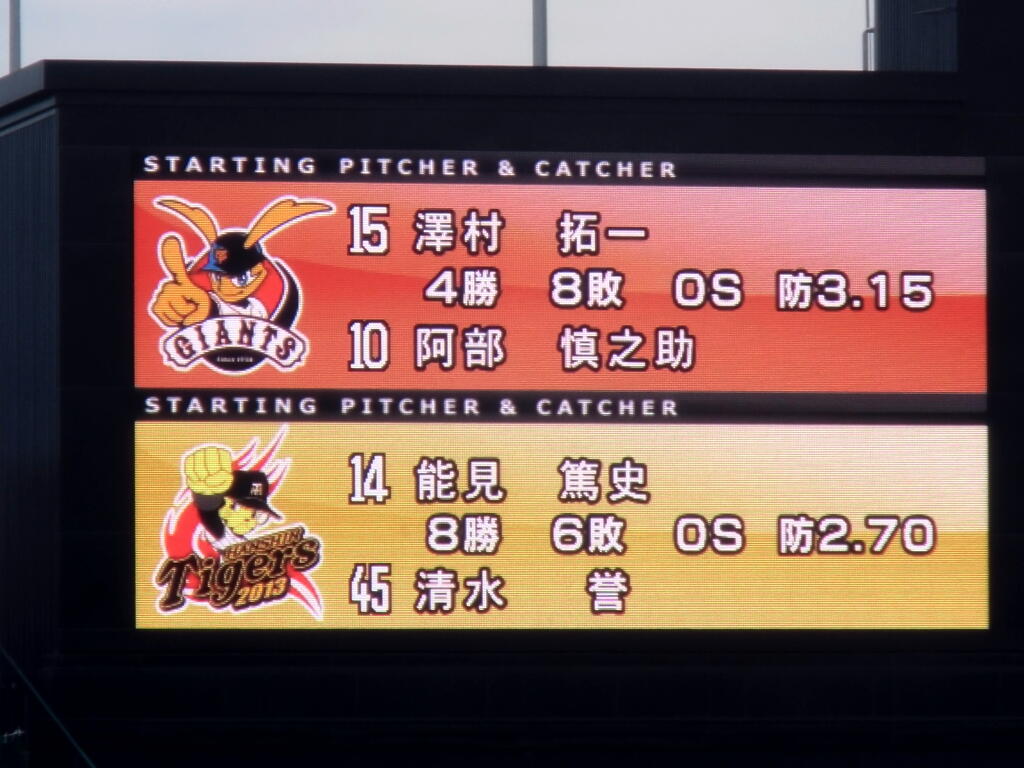 STARTING PITCHER & CATCHER
GIANTS
15 澤村 拓一
4勝 8敗 0S 防3.15
10 阿部 慎之助
STARTING PITCHER & CATCHER
HANSHIN
Tigers
2013
14 能見 篤史
8勝 6敗 0S 防2.70
45 清水 誉